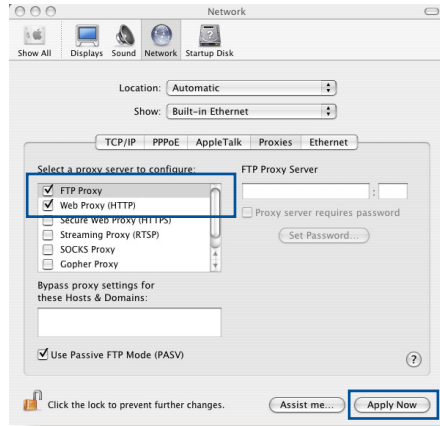 Network
Show All Displays Sound Network Startup Disk
Location: Automatic
Show: Built-in Ethernet
TCP/IP PPPoE AppleTalk Proxies Ethernet
Select a proxy server to configure: FTP Proxy Server
FTP Proxy
Web Proxy (HTTP)
:
Secure Web Proxy (HTTPS)
Proxy server requires password
Streaming Proxy (RTSP)
Set Password...
SOCKS Proxy
Gopher Proxy
Bypass proxy settings for
these Hosts & Domains:
Use Passive FTP Mode (PASV)
?
Click the lock to prevent further changes. Assist me... Apply Now